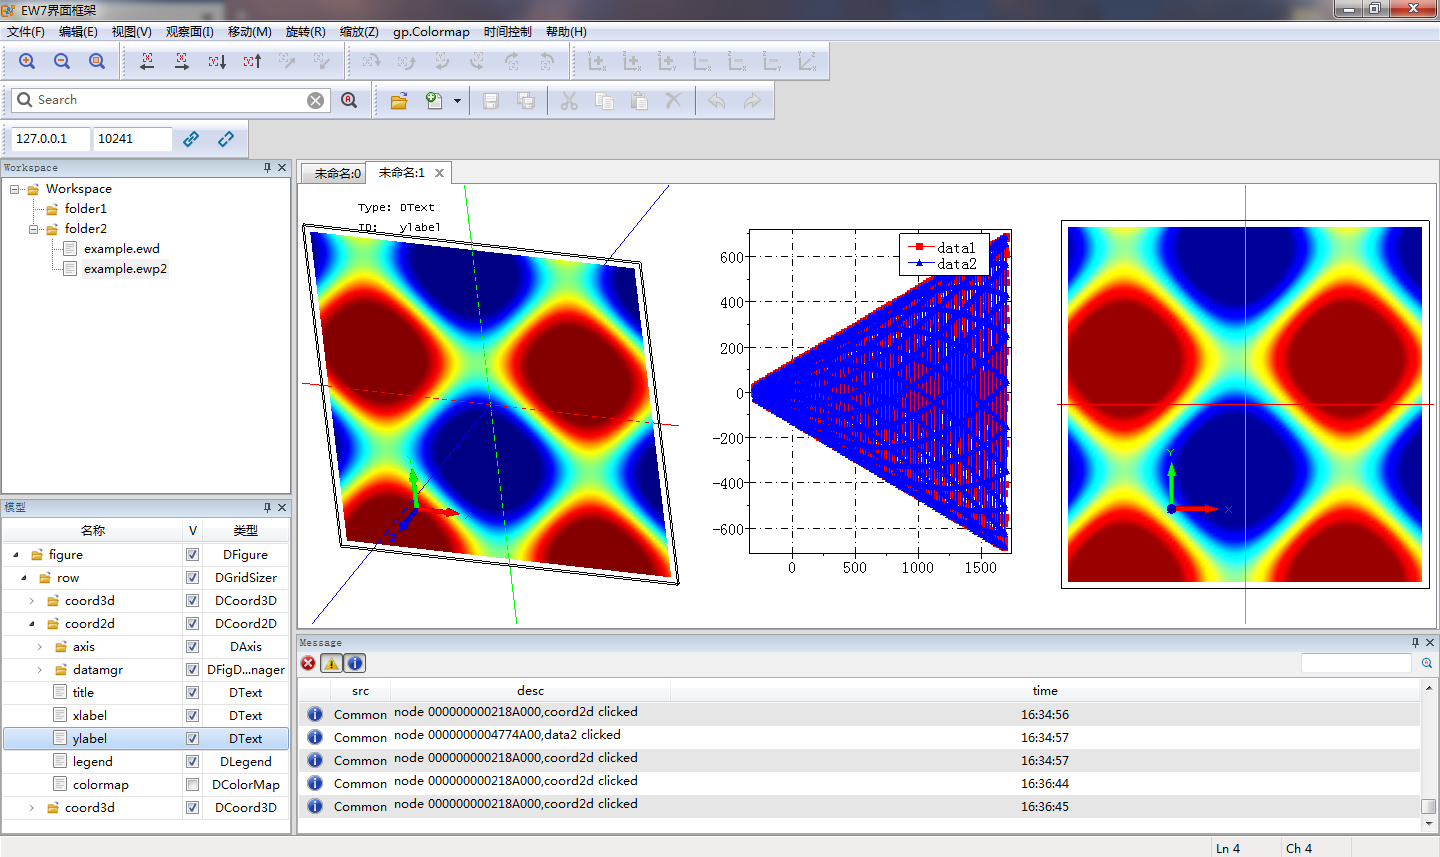 EW7界面框架
文件(F) 编辑(E) 视图(V) 观察面(I) 移动(M) 旋转(R) 缩放(Z) gp.Colormap 时间控制 帮助(H)
Search
127.0.0.1 10241
Workspace
Workspace
folder1
folder2
example.ewd
example.ewp2
模型
名称 V 类型
figure DFigure
row DGridSizer
coord3d DCoord3D
coord2d DCoord2D
axis DAxis
datamgr DFigD...nager
title DText
xlabel DText
ylabel DText
legend DLegend
colormap DColorMap
coord3d DCoord3D
未命名:0 未命名:1
Type: DText
ID: ylabel
data1
data2
600
400
200
0
-200
-400
-600
0 500 1000 1500
Y
X
Message
src desc time
Common node 000000000218A000,coord2d clicked 16:34:56
Common node 0000000004774A00,data2 clicked 16:34:57
Common node 000000000218A000,coord2d clicked 16:34:57
Common node 000000000218A000,coord2d clicked 16:36:44
Common node 000000000218A000,coord2d clicked 16:36:45
Ln 4 Ch 4